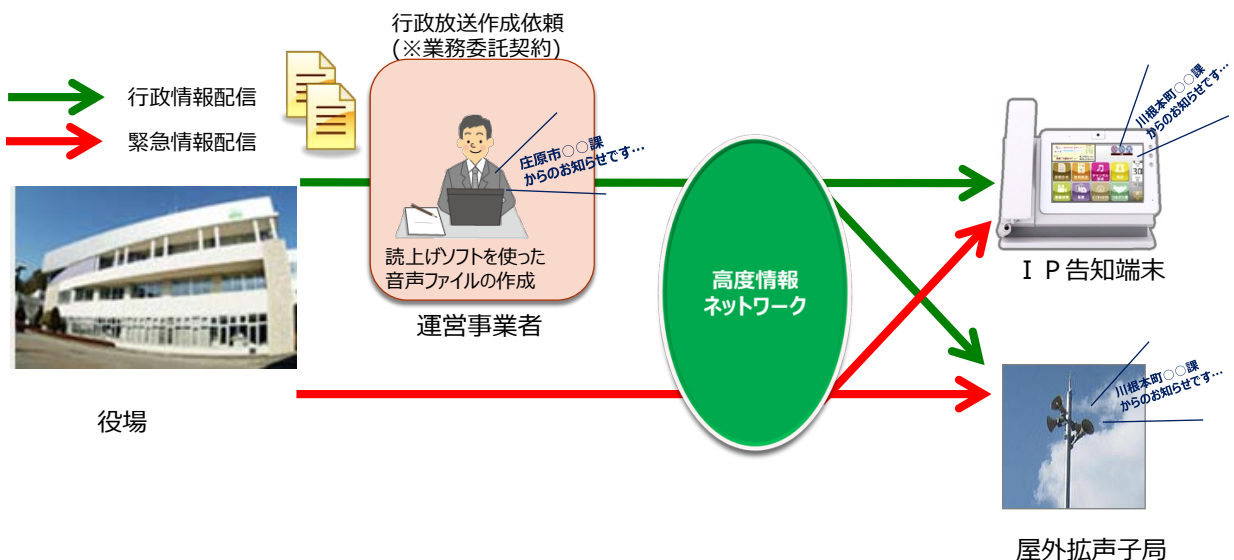 行政放送作成依頼
(※業務委託契約)
行政情報配信
緊急情報配信
庄原市○○課
からのお知らせです…
読上げソフトを使った
音声ファイルの作成
運営事業者
役場
高度情報
ネットワーク
川根本町○○課
からのお知らせです…
30
ＩＰ告知端末
川根本町○○課
からのお知らせです…
屋外拡声子局